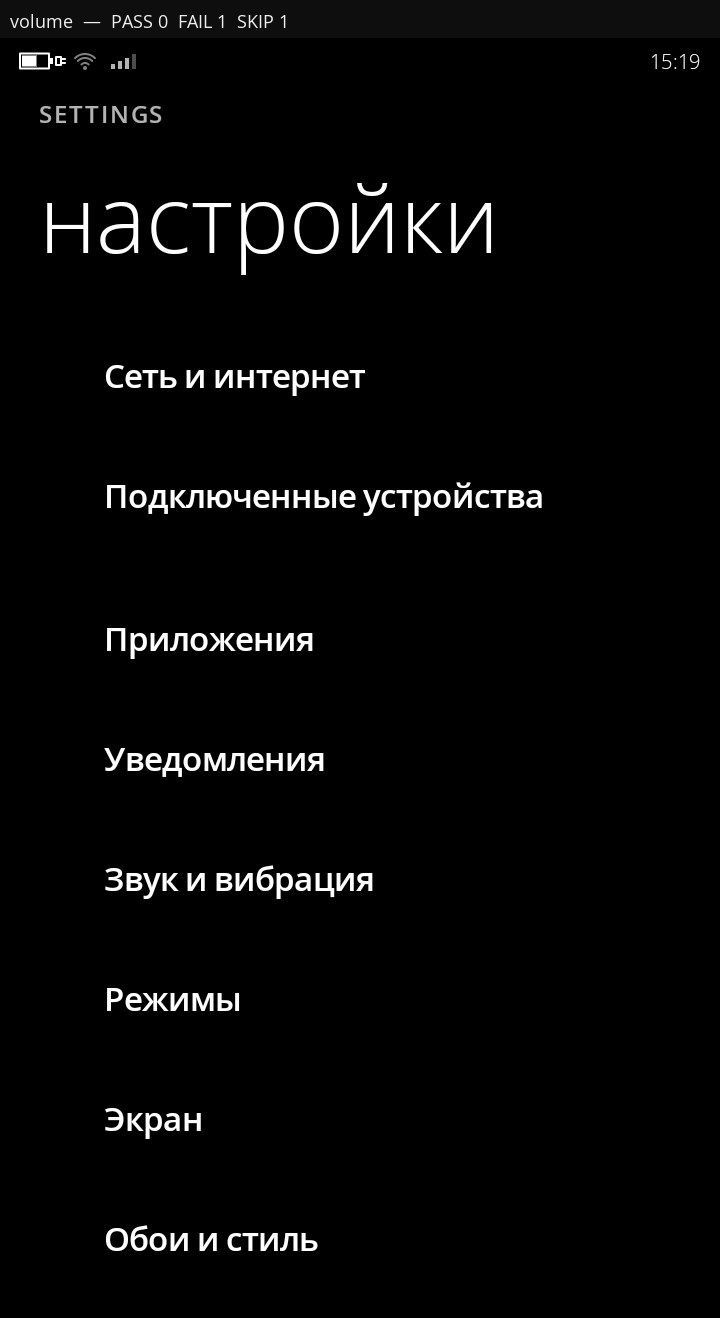 volume — PASS 0 FAIL 1 SKIP 1
15:19
SETTINGS
настройки
Сеть и интернет
Подключенные устройства
Приложения
Уведомления
Звук и вибрация
Режимы
Экран
Обои и стиль